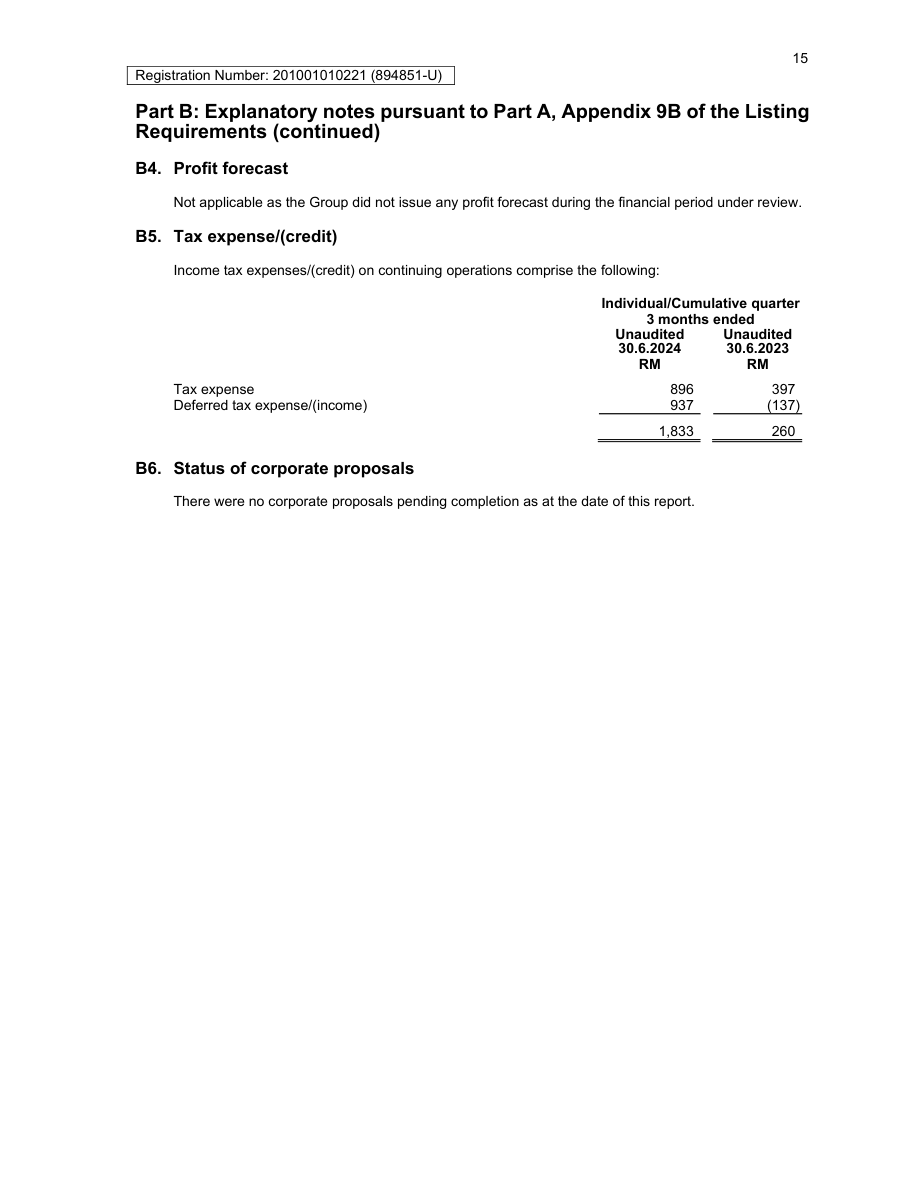 15
Registration Number: 201001010221 (894851-U)
Part B: Explanatory notes pursuant to Part A, Appendix 9B of the Listing
Requirements (continued)
B4. Profit forecast
Not applicable as the Group did not issue any profit forecast during the financial period under review.
B5. Tax expense/(credit)
Income tax expenses/(credit) on continuing operations comprise the following:
Individual/Cumulative quarter
3 months ended
Unaudited Unaudited
30.6.2024 30.6.2023
RM RM
Tax expense 896 397
Deferred tax expense/(income) 937 (137)
1,833 260
B6. Status of corporate proposals
There were no corporate proposals pending completion as at the date of this report.